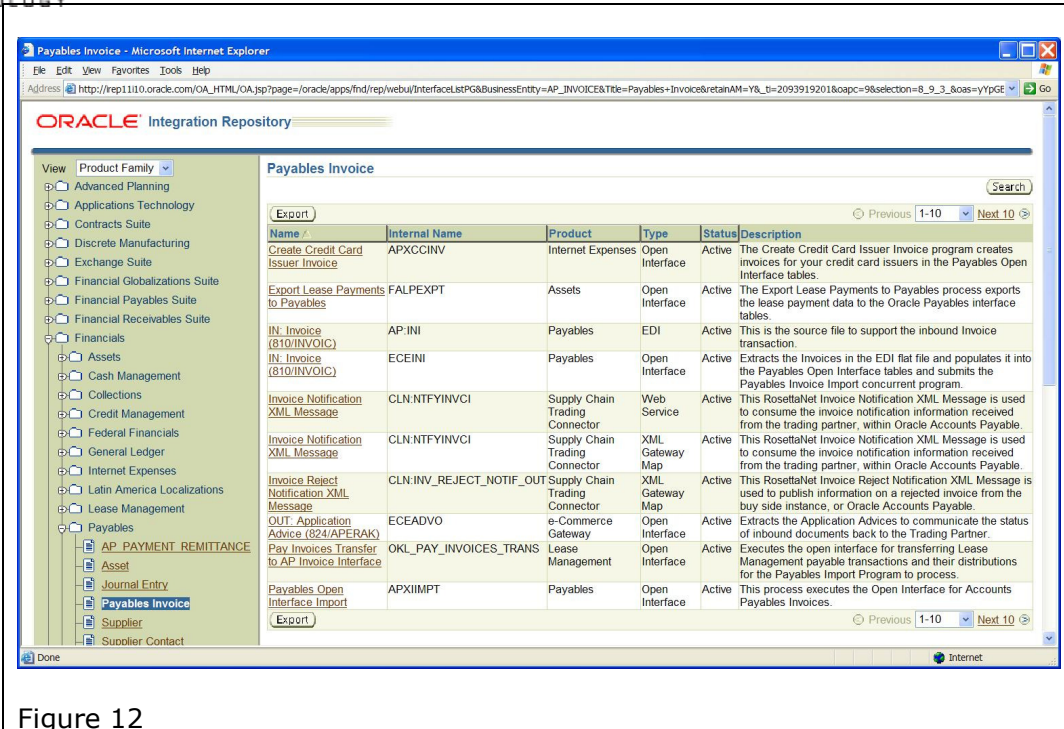 Payables Invoice - Microsoft Internet Explorer
File Edit View Favorites Tools Help
Address http://irep11i10.oracle.com/OA_HTML/OA.jsp?page=/oracle/apps/fnd/rep/webui/InterfaceListPG&BusinessEntity=AP_INVOICE&Title=Payables+Invoice&retainAM=Y&_ti=2093919201&oapc=9&selection=8_9_3_&oas=yYpGE Go
ORACLE Integration Repository
View Product Family
Advanced Planning
Applications Technology
Contracts Suite
Discrete Manufacturing
Exchange Suite
Financial Globalizations Suite
Financial Payables Suite
Financial Receivables Suite
Financials
Assets
Cash Management
Collections
Credit Management
Federal Financials
General Ledger
Internet Expenses
Latin America Localizations
Lease Management
Payables
AP_PAYMENT_REMITTANCE
Asset
Journal Entry
Payables Invoice
Supplier
Supplier Contact
Payables Invoice
Search
Export Previous 1-10 Next 10
Name Internal Name Product Type Status Description
Create Credit Card APXCCINV Internet Expenses Open Active The Create Credit Card Issuer Invoice program creates
Issuer Invoice Interface invoices for your credit card issuers in the Payables Open
Interface tables.
Export Lease Payments FALPEXPT Assets Open Active The Export Lease Payments to Payables process exports
to Payables Interface the lease payment data to the Oracle Payables interface
tables.
IN: Invoice AP:INI Payables EDI Active This is the source file to support the inbound Invoice
(810/INVOIC) transaction.
IN: Invoice ECEINI Payables Open Active Extracts the Invoices in the EDI flat file and populates it into
(810/INVOIC) Interface the Payables Open Interface tables and submits the
Payables Invoice Import concurrent program.
Invoice Notification CLN:NTFYINVCI Supply Chain Web Active This RosettaNet Invoice Notification XML Message is used
XML Message Trading Service to consume the invoice notification information received
Connector from the trading partner, within Oracle Accounts Payable.
Invoice Notification CLN:NTFYINVCI Supply Chain XML Active This RosettaNet Invoice Notification XML Message is used
XML Message Trading Gateway to consume the invoice notification information received
Connector Map from the trading partner, within Oracle Accounts Payable.
Invoice Reject CLN:INV_REJECT_NOTIF_OUT Supply Chain XML Active This RosettaNet Invoice Reject Notification XML Message is
Notification XML Trading Gateway used to publish information on a rejected invoice from the
Message Connector Map buy side instance, or Oracle Accounts Payable.
OUT: Application ECEADVO e-Commerce Open Active Extracts the Application Advices to communicate the status
Advice (824/APERAK) Gateway Interface of inbound documents back to the Trading Partner.
Pay Invoices Transfer OKL_PAY_INVOICES_TRANS Lease Open Active Executes the open interface for transferring Lease
to AP Invoice Interface Management Interface Management payable transactions and their distributions
for the Payables Import Program to process.
Payables Open APXIIMPT Payables Open Active This process executes the Open Interface for Accounts
Interface Import Interface Payables Invoices.
Export Previous 1-10 Next 10
Done Internet
Figure 12